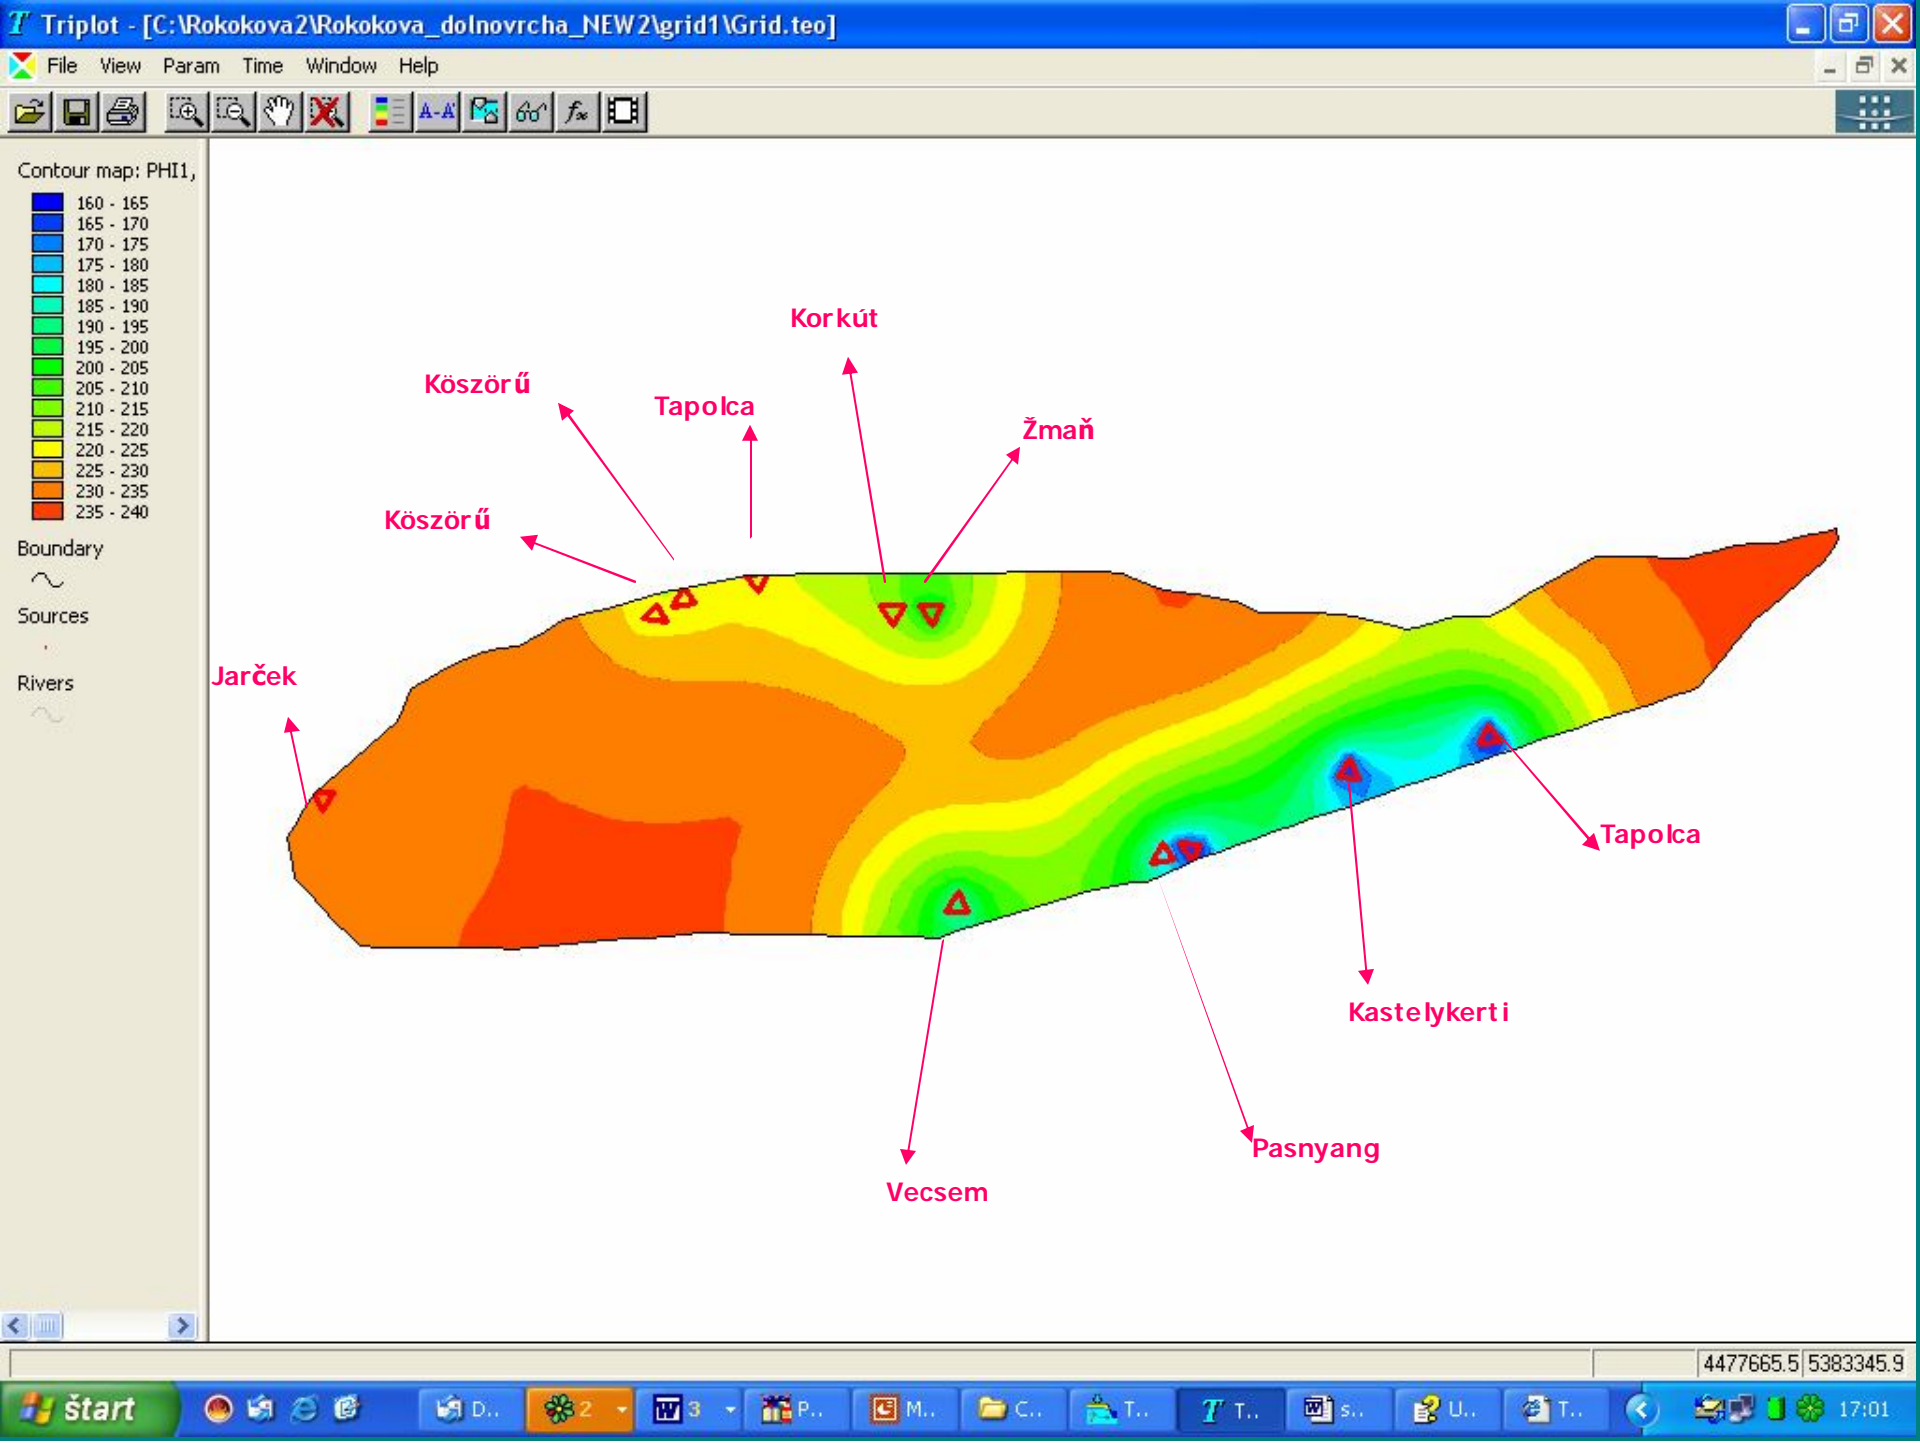 Triplot - [C:\Rokokova2\Rokokova_dolnovrcha_NEW2\grid1\Grid.teo]
File View Param Time Window Help
A-A'
fx
Contour map: PHI1,
160 - 165
165 - 170
170 - 175
175 - 180
180 - 185
185 - 190
190 - 195
195 - 200
200 - 205
205 - 210
210 - 215
215 - 220
220 - 225
225 - 230
230 - 235
235 - 240
Boundary
Sources
Rivers
Korkút
Köszörű
Tapolca
Žmaň
Köszörű
Jarček
Tapolca
Kastelykerti
Pasnyang
Vecsem
4477665.5 5383345.9
štart
D..
2
3
P..
M..
C..
T..
T..
s..
U..
T..
17:01